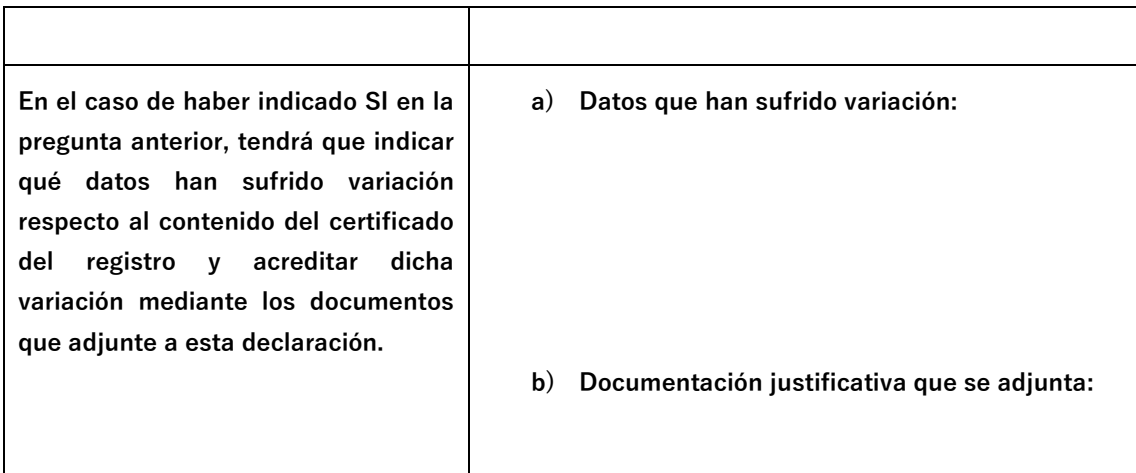 En el caso de haber indicado SI en la
pregunta anterior, tendrá que indicar
qué datos han sufrido variación
respecto al contenido del certificado
del registro y acreditar dicha
variación mediante los documentos
que adjunte a esta declaración.
a) Datos que han sufrido variación:
b) Documentación justificativa que se adjunta: